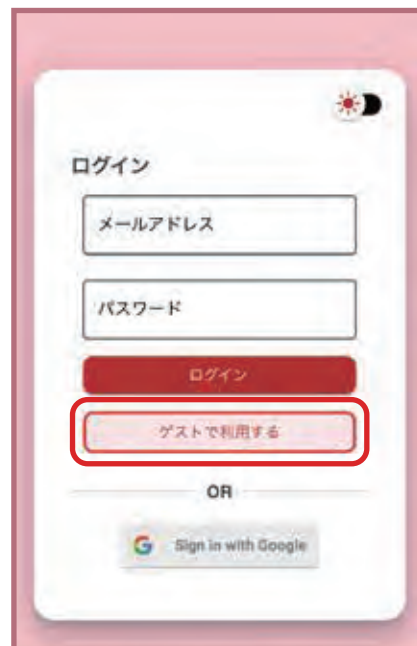 ログイン
メールアドレス
パスワード
ログイン
ゲストで利用する
OR
Sign in with Google